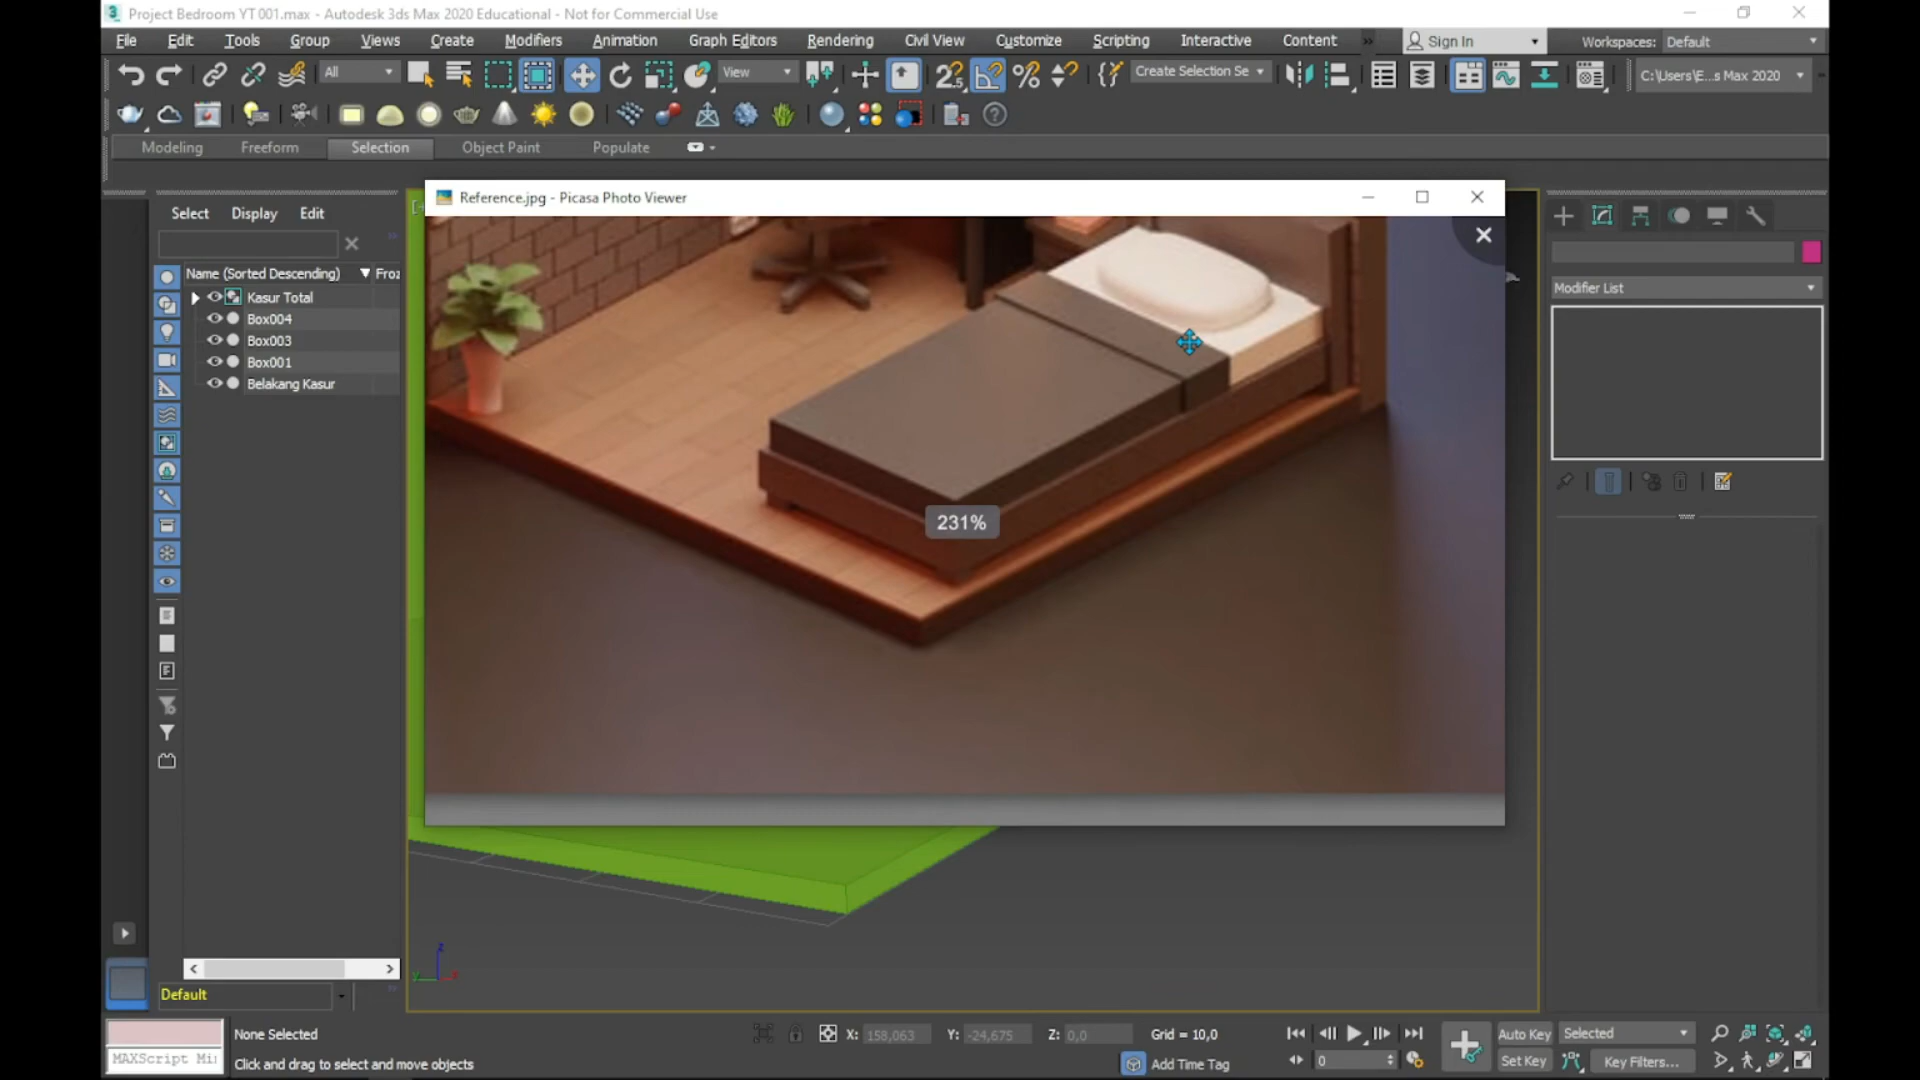 Project Bedroom YT 001.max - Autodesk 3ds Max 2020 Educational - Not for Commercial Use
File Edit Tools Group Views Create Modifiers Animation Graph Editors Rendering Civil View Customize Scripting Interactive Content » Sign In Workspaces: Default
All View Create Selection Se C:\Users\E...s Max 2020
Modeling Freeform Selection Object Paint Populate
Reference.jpg - Picasa Photo Viewer
Select Display Edit
Name (Sorted Descending) Froz
Modifier List
Kasur Total
Box004
Box003
Box001
Belakang Kasur
231%
z
Default
None Selected X: 158,063 Y: -24,675 Z: 0,0 Grid = 10,0 Auto Key Selected
MAXScript Mi: Click and drag to select and move objects Add Time Tag 0 Set Key Key Filters...